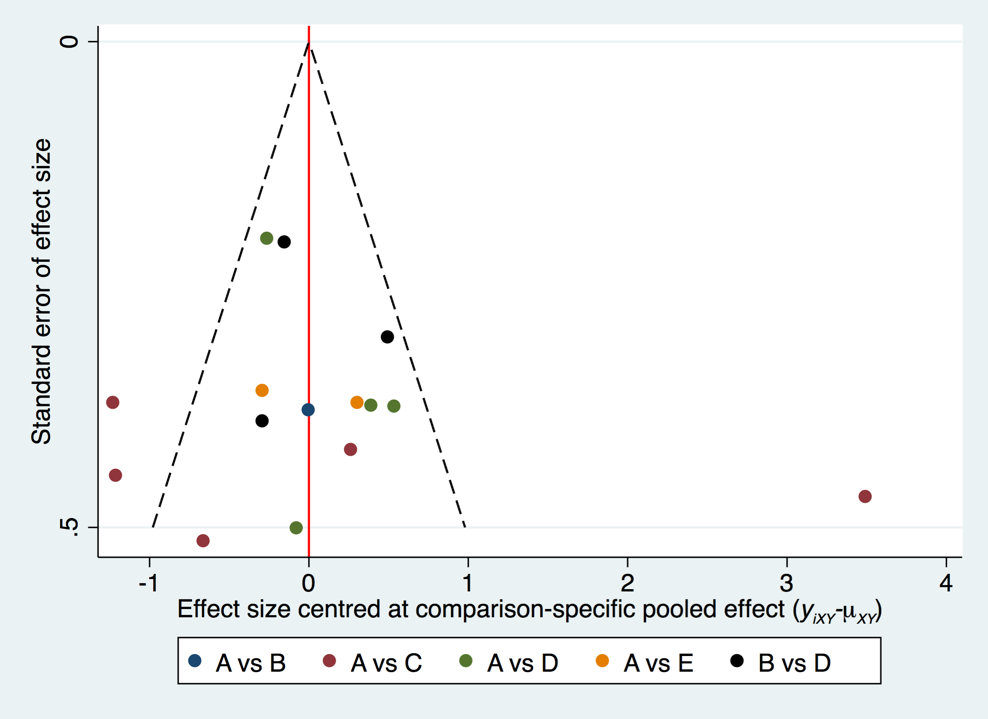 0
Standard error of effect size
.5
-1 0 1 2 3 4
Effect size centred at comparison-specific pooled effect (yiXY-μXY)
A vs B A vs C A vs D A vs E B vs D